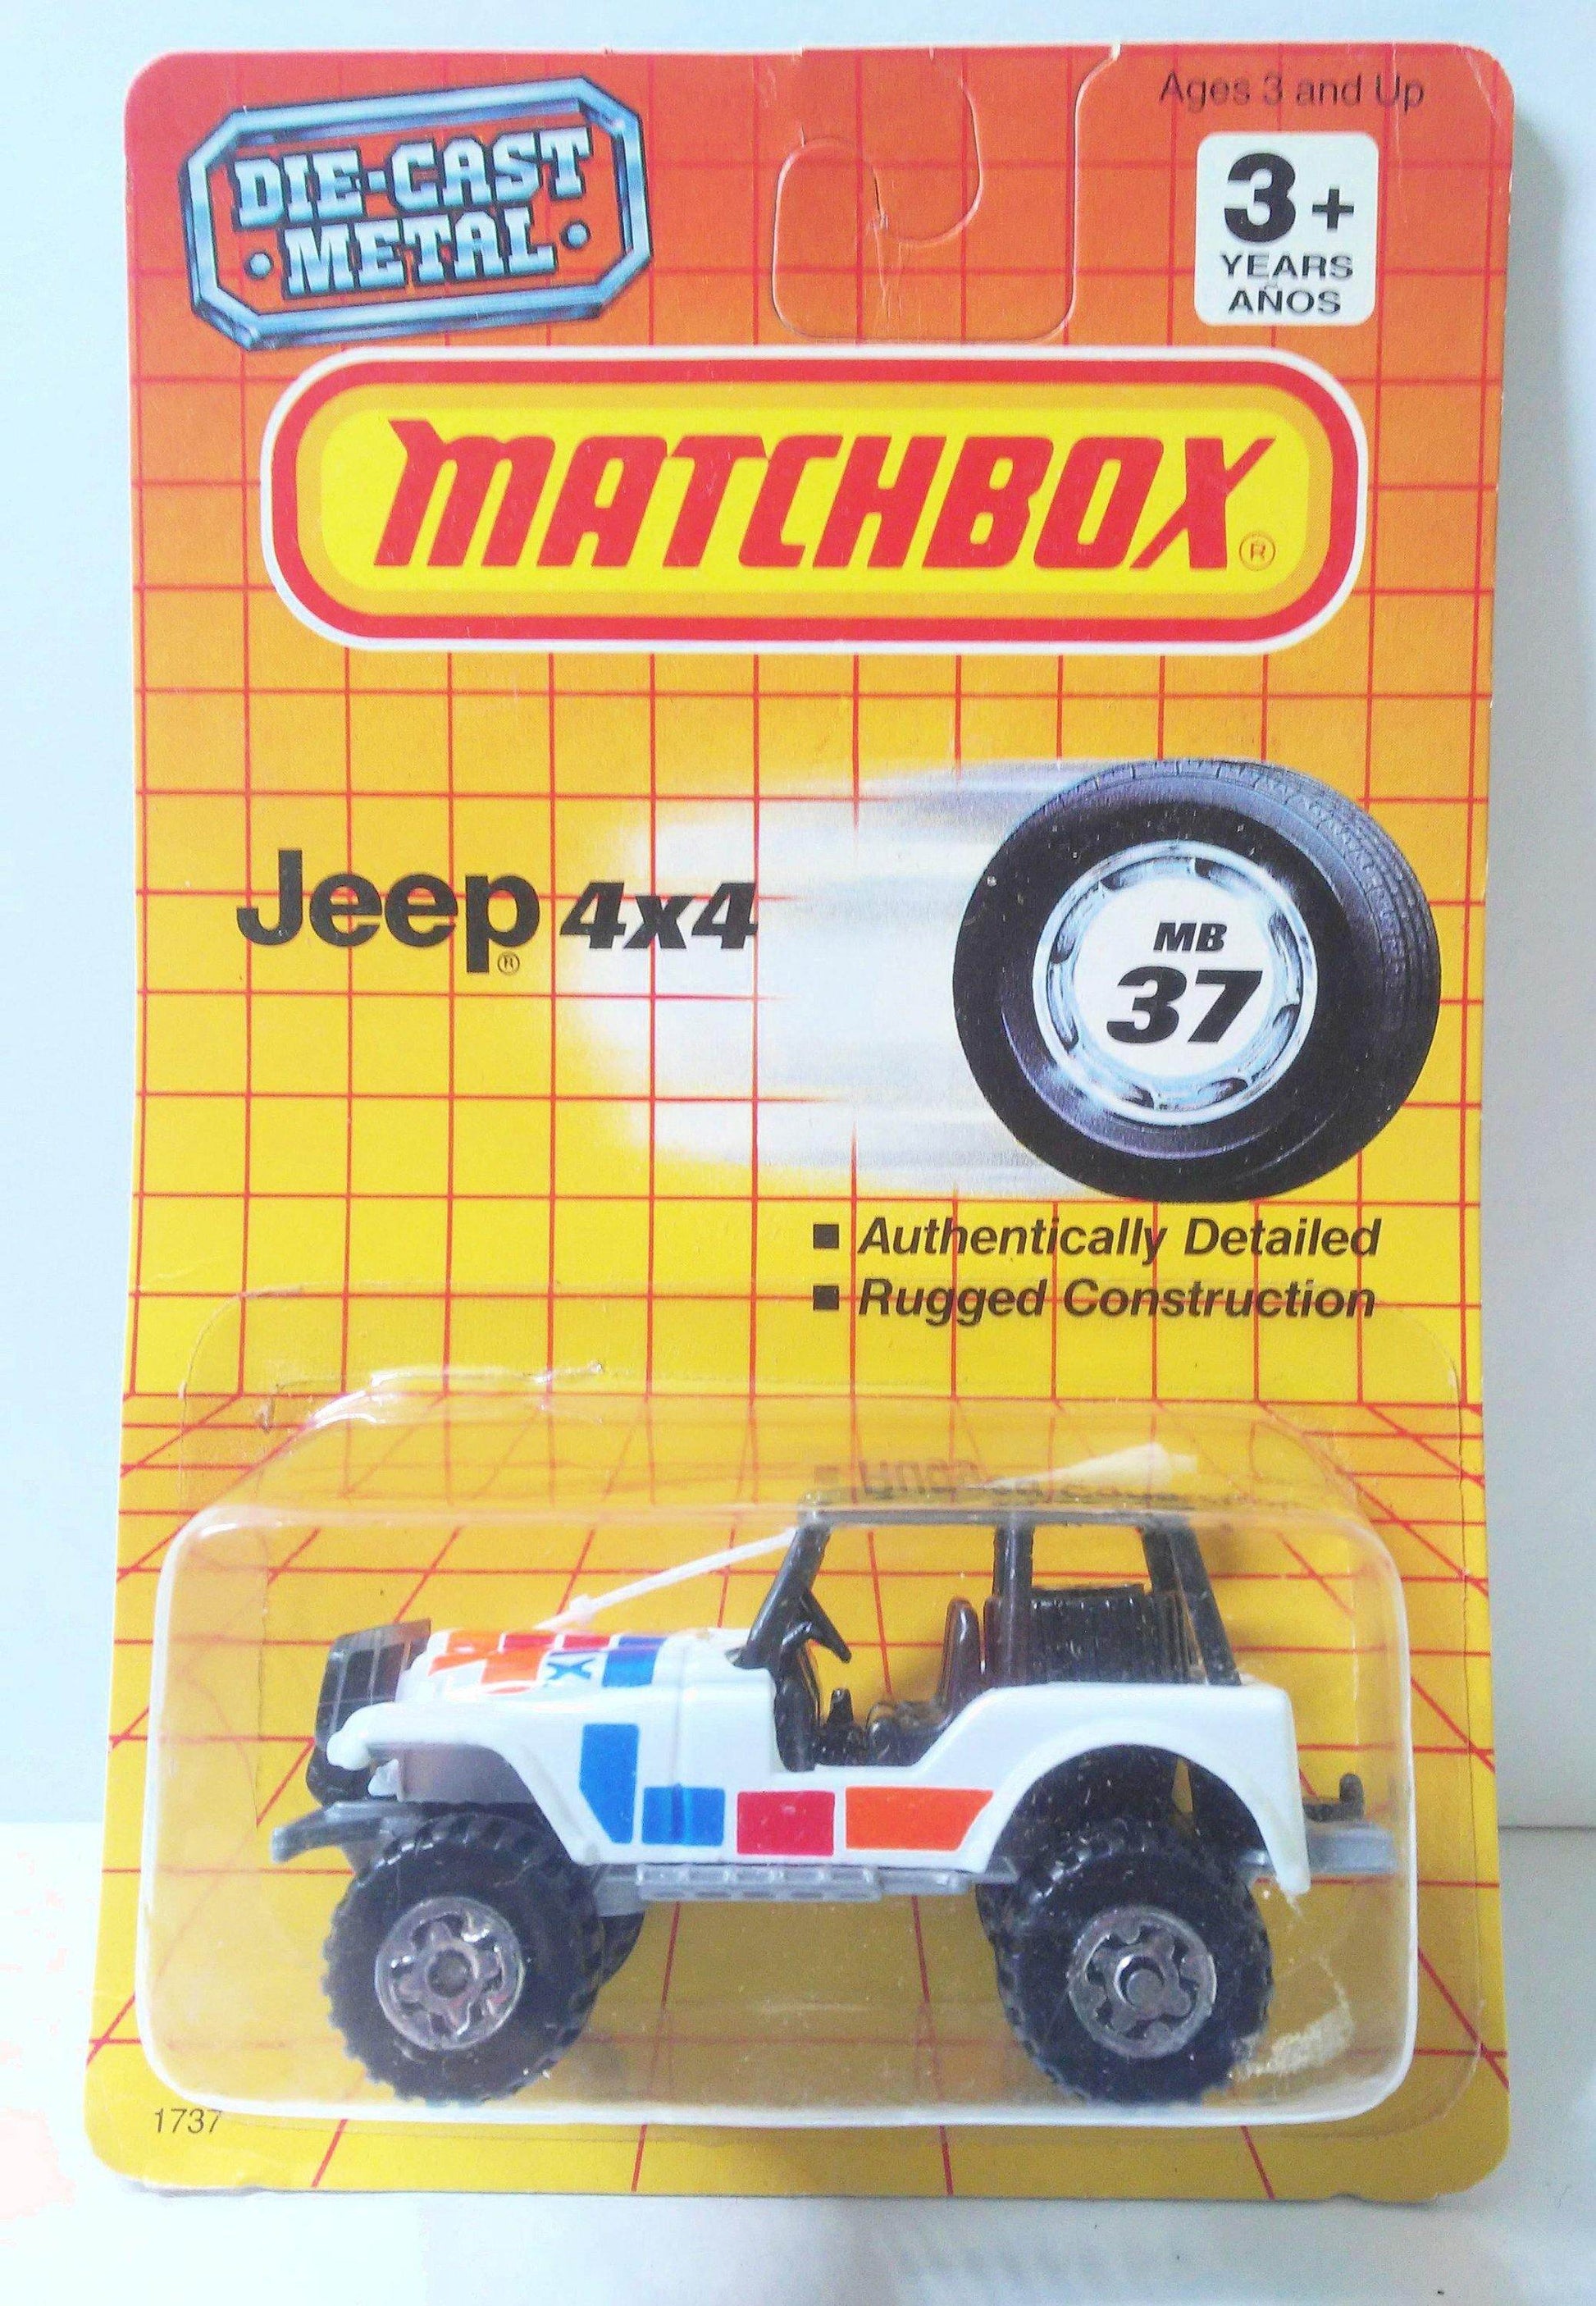 Ages 3 and Up
DIE-CAST
METAL
3+
YEARS
AÑOS
MATCHBOX®
Jeep® 4x4
MB
37
▪ Authentically Detailed
▪ Rugged Construction
1737